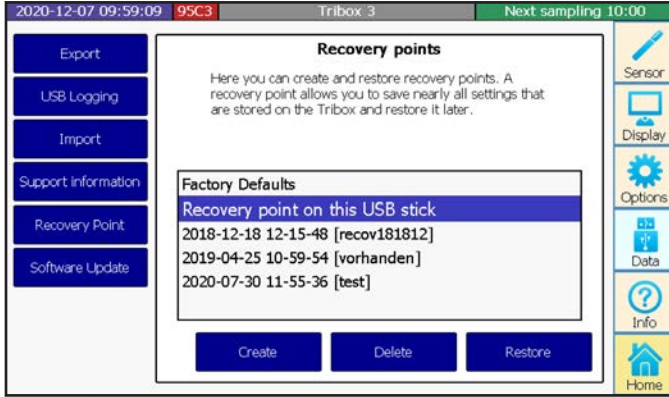 2020-12-07 09:59:09 95C3 Tribox 3 Next sampling 10:00
Export
USB Logging
Import
Support information
Recovery Point
Software Update
Recovery points
Here you can create and restore recovery points. A
recovery point allows you to save nearly all settings that
are stored on the Tribox and restore it later.
Factory Defaults
Recovery point on this USB stick
2018-12-18 12-15-48 [recov181812]
2019-04-25 10-59-54 [vorhanden]
2020-07-30 11-55-36 [test]
Create Delete Restore
Sensor
Display
Options
Data
Info
Home